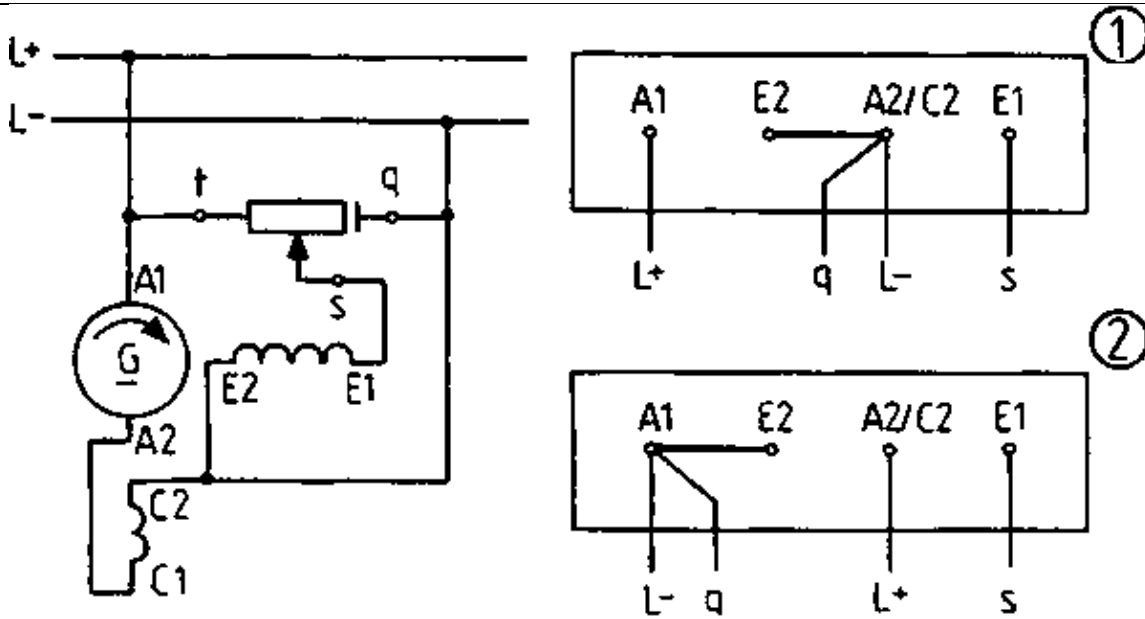 L+
L-
t
q
s
A1
G
A2
E2 E1
C2
C1
1
A1 E2 A2/C2 E1
L+ q L- s
2
A1 E2 A2/C2 E1
L- q L+ s